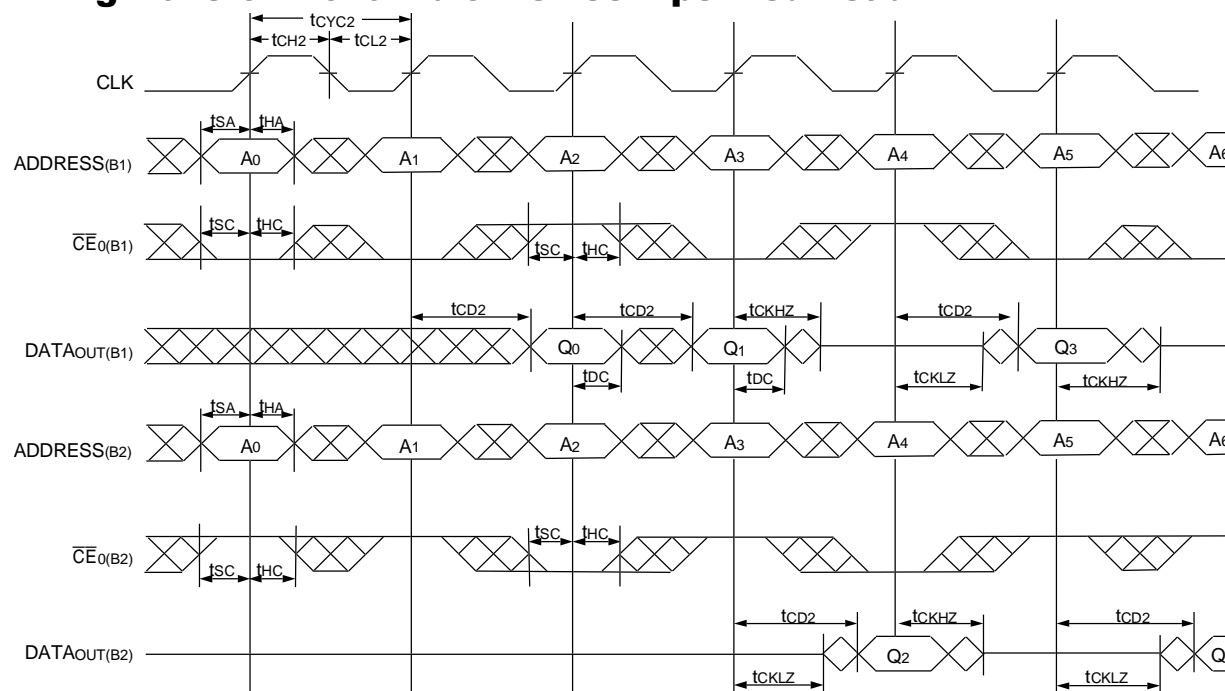 tCYC2
tCH2 tCL2
CLK
tSA tHA
ADDRESS(B1) A0 A1 A2 A3 A4 A5 A6
tSC tHC
CE0(B1) tSC tHC
tCD2 tCD2 tCKHZ tCD2
DATAOUT(B1) Q0 Q1 Q3
tDC tDC tCKLZ tCKHZ
tSA tHA
ADDRESS(B2) A0 A1 A2 A3 A4 A5 A6
tSC tHC
CE0(B2)
tSC tHC
tCD2 tCKHZ tCD2
DATAOUT(B2) Q2 Q
tCKLZ tCKLZ